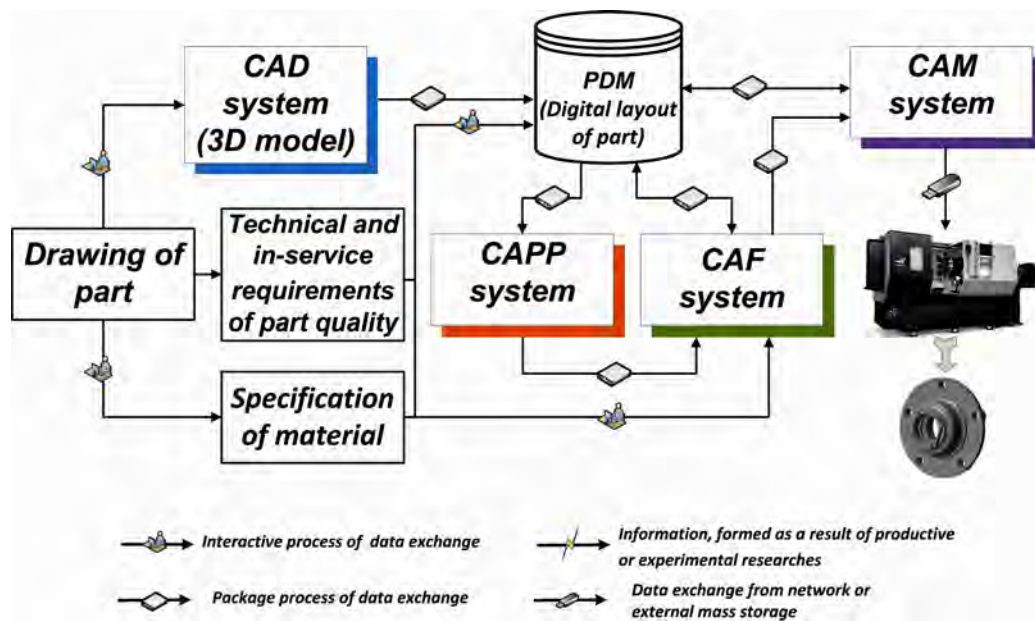 CAD
system
(3D model)
PDM
(Digital layout
of part)
CAM
system
Drawing of
part
Technical and
in-service
requirements
of part quality
CAPP
system
CAF
system
Specification
of material
Interactive process of data exchange
Information, formed as a result of productive
or experimental researches
Package process of data exchange
Data exchange from network or
external mass storage